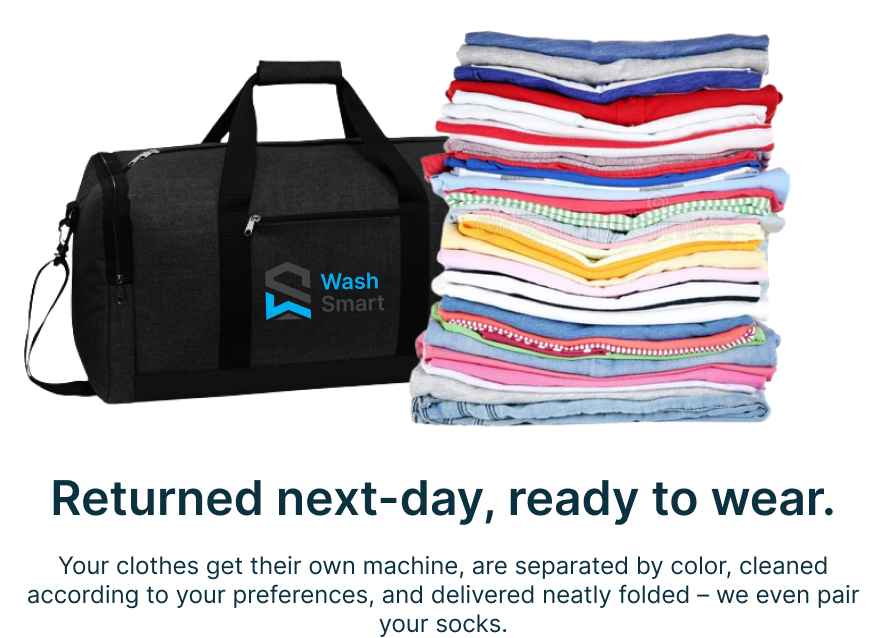 Wash
Smart
Returned next-day, ready to wear.
Your clothes get their own machine, are separated by color, cleaned
according to your preferences, and delivered neatly folded – we even pair
your socks.